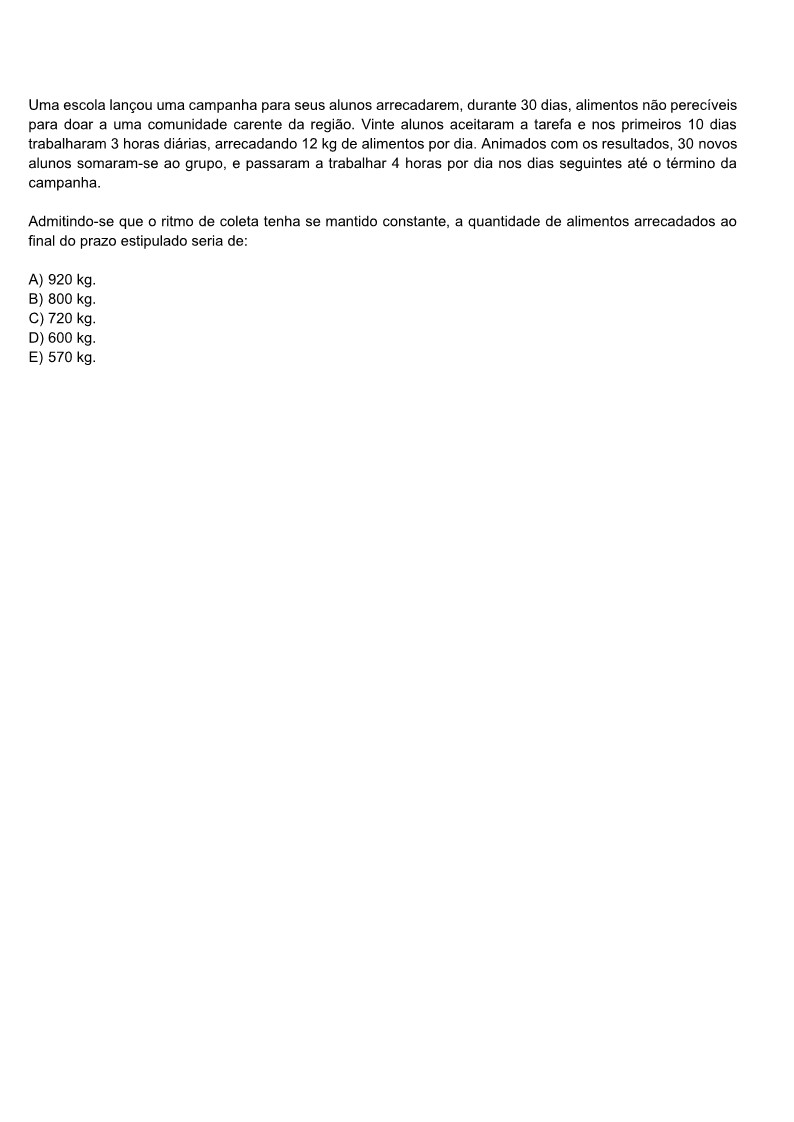 Uma escola lançou uma campanha para seus alunos arrecadarem, durante 30 dias, alimentos não perecíveis
para doar a uma comunidade carente da região. Vinte alunos aceitaram a tarefa e nos primeiros 10 dias
trabalharam 3 horas diárias, arrecadando 12 kg de alimentos por dia. Animados com os resultados, 30 novos
alunos somaram-se ao grupo, e passaram a trabalhar 4 horas por dia nos dias seguintes até o término da
campanha.
Admitindo-se que o ritmo de coleta tenha se mantido constante, a quantidade de alimentos arrecadados ao
final do prazo estipulado seria de:
A) 920 kg.
B) 800 kg.
C) 720 kg.
D) 600 kg.
E) 570 kg.